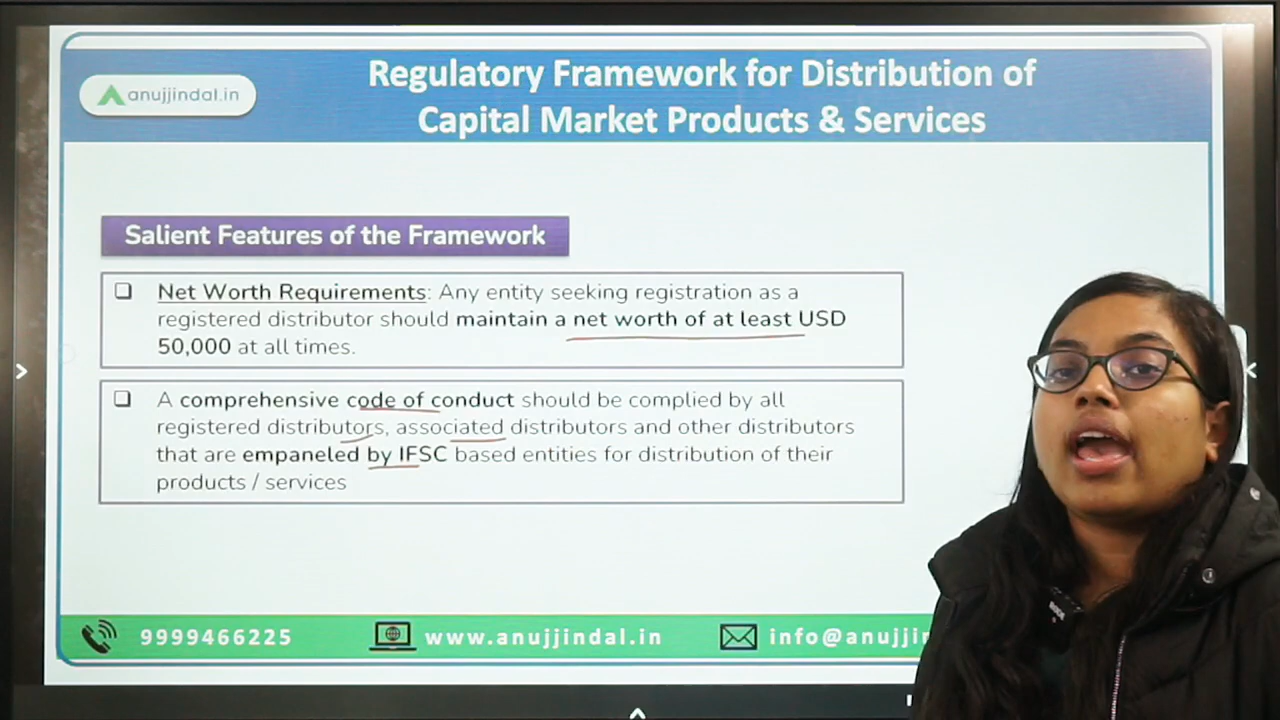 anujjindal.in
Regulatory Framework for Distribution of
Capital Market Products & Services
Salient Features of the Framework
Net Worth Requirements: Any entity seeking registration as a
registered distributor should maintain a net worth of at least USD
50,000 at all times.
A comprehensive code of conduct should be complied by all
registered distributors, associated distributors and other distributors
that are empaneled by IFSC based entities for distribution of their
products / services
9999466225
www.anujjindal.in
info@anujjin